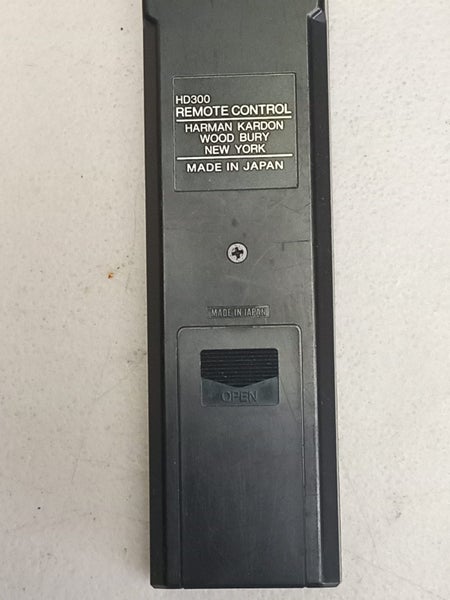 HD300
REMOTE CONTROL
HARMAN KARDON
WOOD BURY
NEW YORK
MADE IN JAPAN
MADE IN JAPAN
OPEN